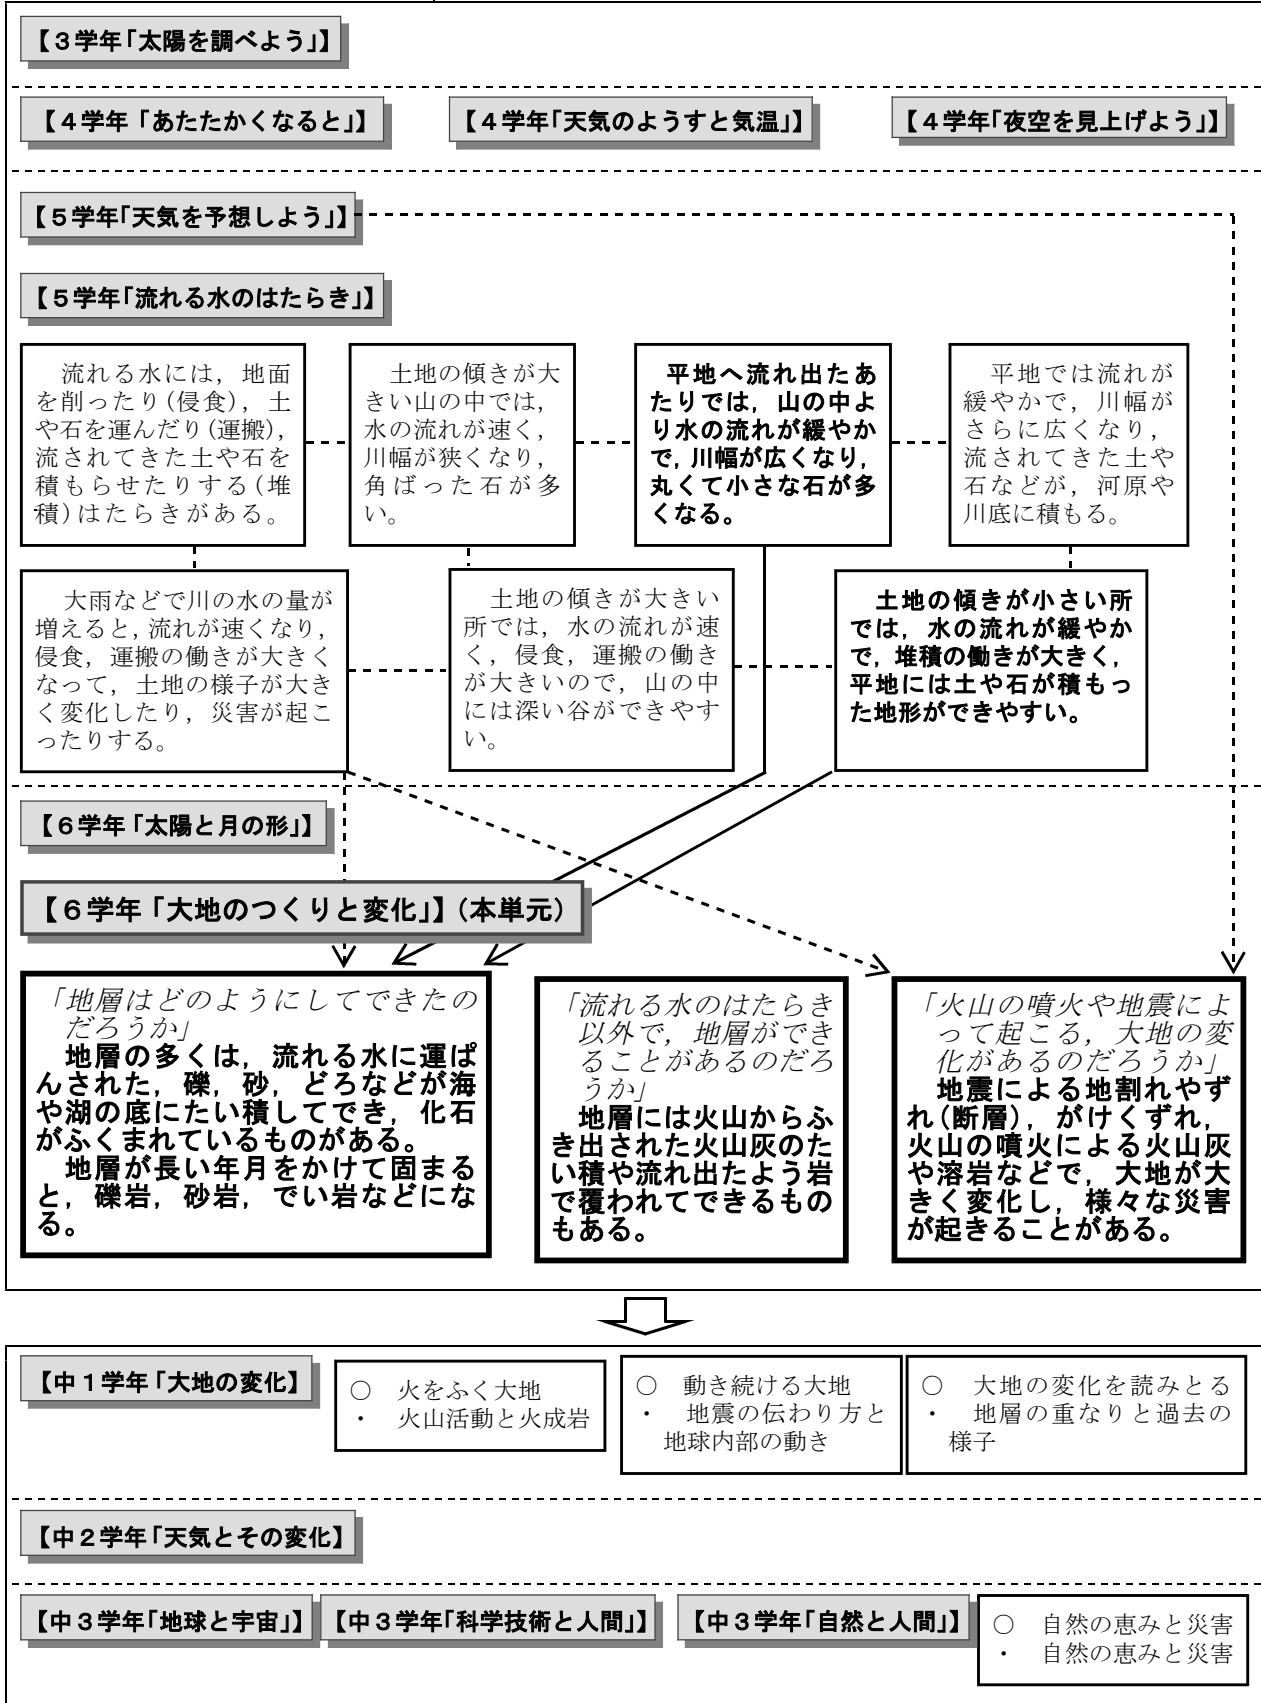 【３学年「太陽を調べよう」】
【４学年「あたたかくなると」】
【４学年「天気のようすと気温」】
【４学年「夜空を見上げよう」】
【５学年「天気を予想しよう」】
【５学年「流れる水のはたらき」】
流れる水には，地面
を削ったり(侵食)，土
や石を運んだり(運搬)，
流されてきた土や石を
積もらせたりする(堆
積)はたらきがある。
土地の傾きが大
きい山の中では，
水の流れが速く，
川幅が狭くなり，
角ばった石が多
い。
平地へ流れ出たあ
たりでは，山の中よ
り水の流れが緩やか
で，川幅が広くなり，
丸くて小さな石が多
くなる。
平地では流れが
緩やかで，川幅が
さらに広くなり，
流されてきた土や
石などが，河原や
川底に積もる。
大雨などで川の水の量が
増えると，流れが速くなり，
侵食，運搬の働きが大きく
なって，土地の様子が大き
く変化したり，災害が起こ
ったりする。
土地の傾きが大きい
所では，水の流れが速
く，侵食，運搬の働き
が大きいので，山の中
には深い谷ができやす
い。
土地の傾きが小さい所
では，水の流れが緩やか
で，堆積の働きが大きく，
平地には土や石が積もっ
た地形ができやすい。
【６学年「太陽と月の形」】
【６学年「大地のつくりと変化」】（本単元）
「地層はどのようにしてできたの
だろうか」
地層の多くは，流れる水に運ぱ
んされた，礫，砂，どろなどが海
や湖の底にたい積してでき，化石
がふくまれているものがある。
地層が長い年月をかけて固まる
と，礫岩，砂岩，でい岩などにな
る。
「流れる水のはたらき
以外で，地層ができ
ることがあるのだろ
うか」
地層には火山からふ
き出された火山灰のた
い積や流れ出たよう岩
で覆われてできるもの
もある。
「火山の噴火や地震によ
って起こる，大地の変
化があるのだろうか」
地震による地割れやず
れ(断層)，がけくずれ，
火山の噴火による火山灰
や溶岩などで，大地が大
きく変化し，様々な災害
が起きることがある。
【中１学年「大地の変化】
○　火をふく大地
・　火山活動と火成岩
○　動き続ける大地
・　地震の伝わり方と
地球内部の動き
○　大地の変化を読みとる
・　地層の重なりと過去の
様子
【中２学年「天気とその変化】
【中３学年「地球と宇宙」】
【中３学年「科学技術と人間」】
【中３学年「自然と人間」】
○　自然の恵みと災害
・　自然の恵みと災害